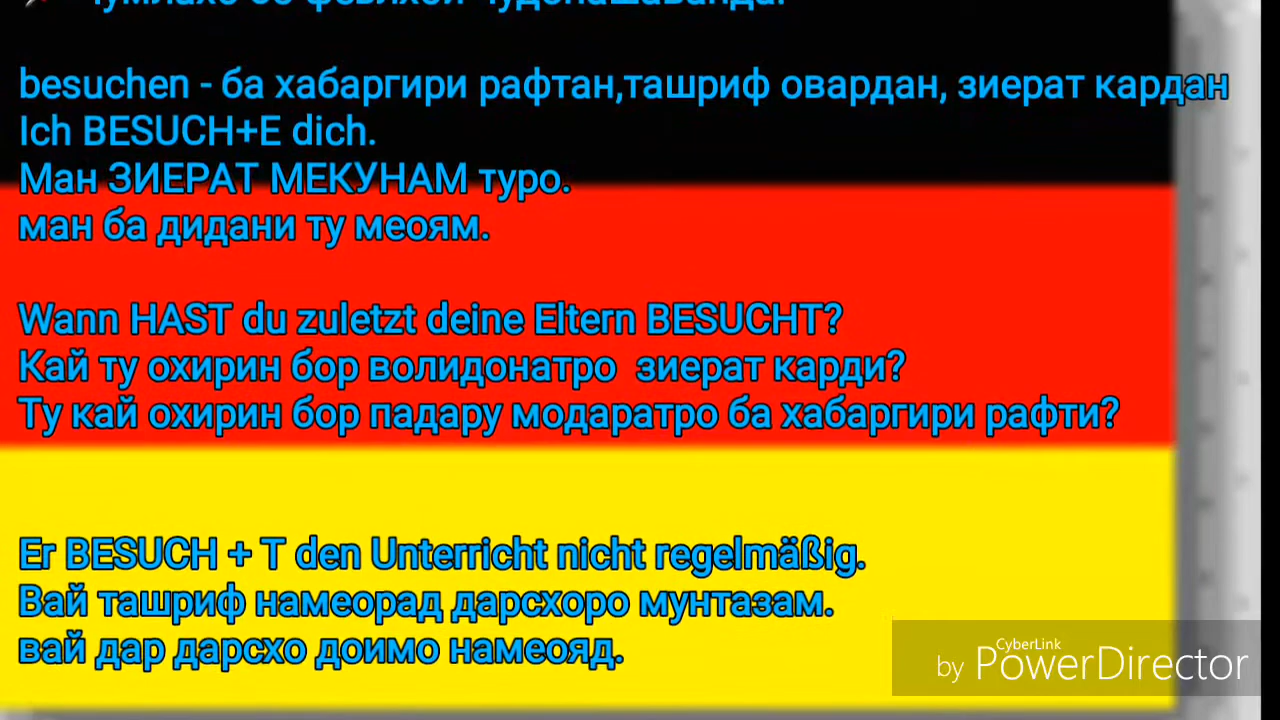 besuchen - ба хабаргири рафтан,ташриф овардан, зиерат кардан
Ich BESUCH+E dich.
Ман ЗИЕРАТ МЕКУНАМ туро.
ман ба дидани ту меоям.
Wann HAST du zuletzt deine Eltern BESUCHT?
Кай ту охирин бор волидонатро зиерат карди?
Ту кай охирин бор падару модаратро ба хабаргири рафти?
Er BESUCH + T den Unterricht nicht regelmäßig.
Вай ташриф намеорад дарсхоро мунтазам.
вай дар дарсхо доимо намеояд.
CyberLink
by PowerDirector